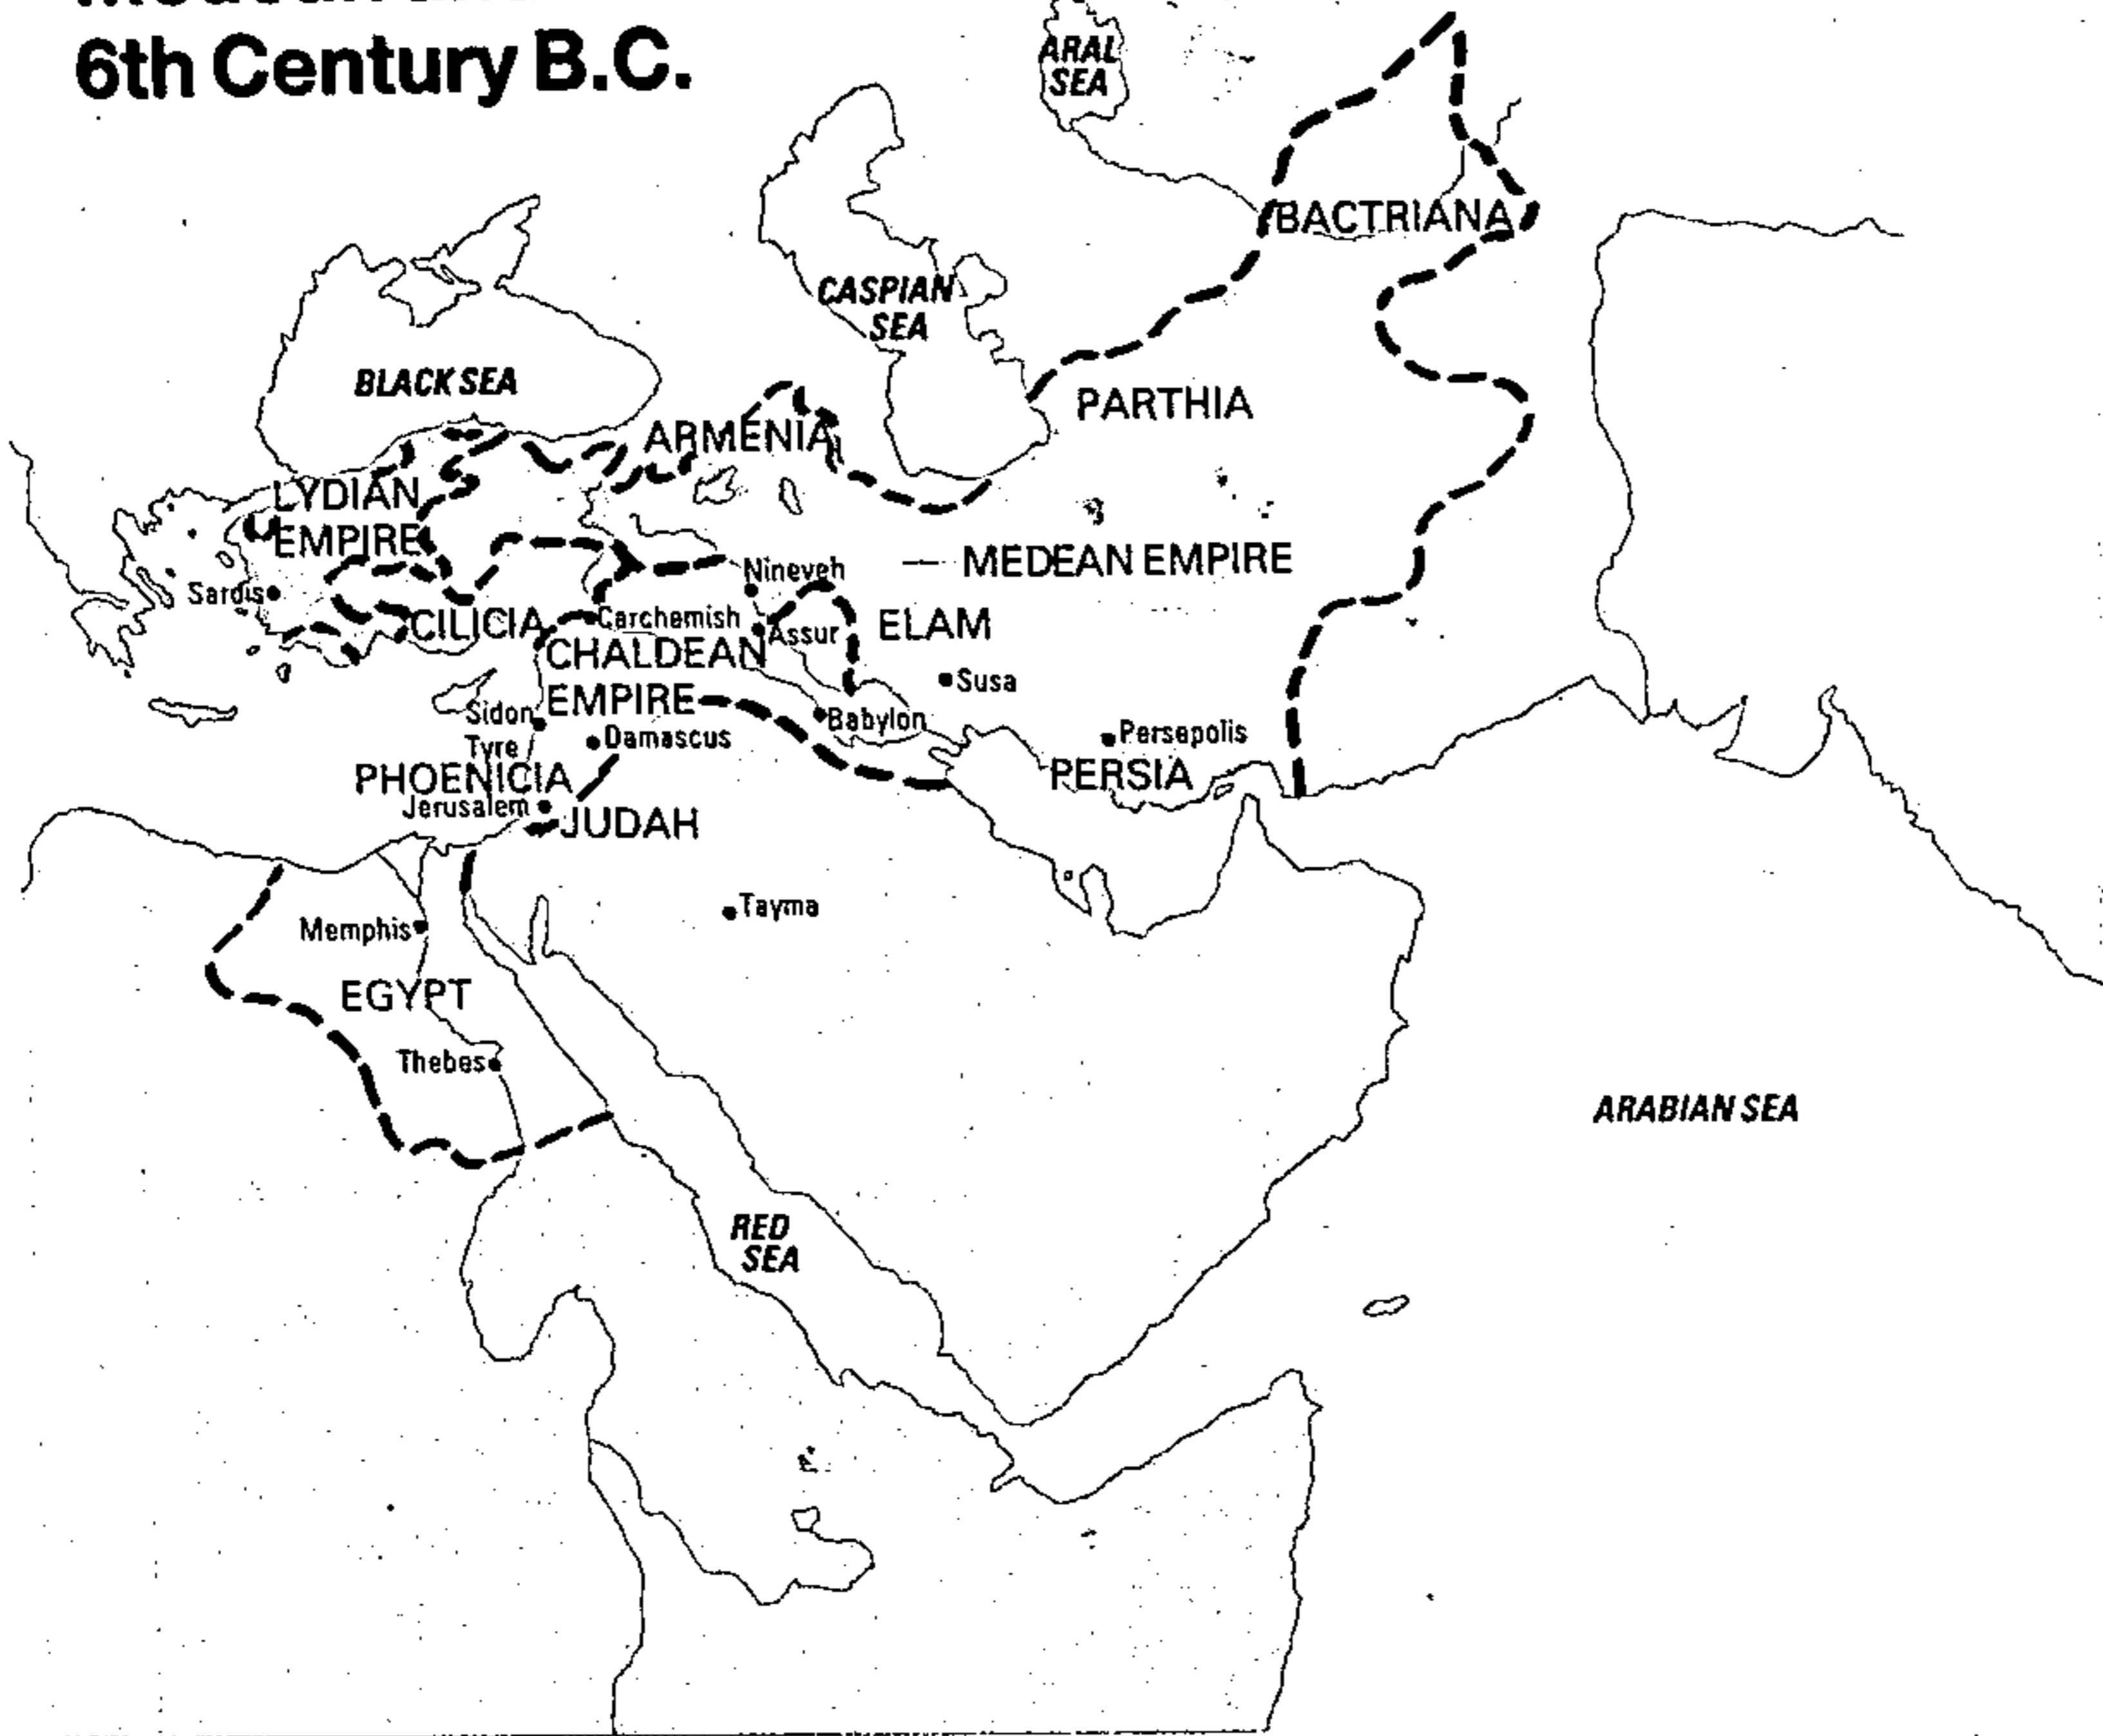 6th Century B.C.
ARAL
SEA
BACTRIANA
CASPIAN
SEA
BLACK SEA
PARTHIA
ARMENIA
LYDIAN
EMPIRE
MEDEAN EMPIRE
Nineveh
Sardis
CILICIA
Carchemish
Assur
ELAM
CHALDEAN
EMPIRE
Susa
Sidon
Babylon
Tyre
Damascus
Persepolis
PHOENICIA
PERSIA
Jerusalem
JUDAH
Tayma
Memphis
EGYPT
Thebes
ARABIAN SEA
RED
SEA